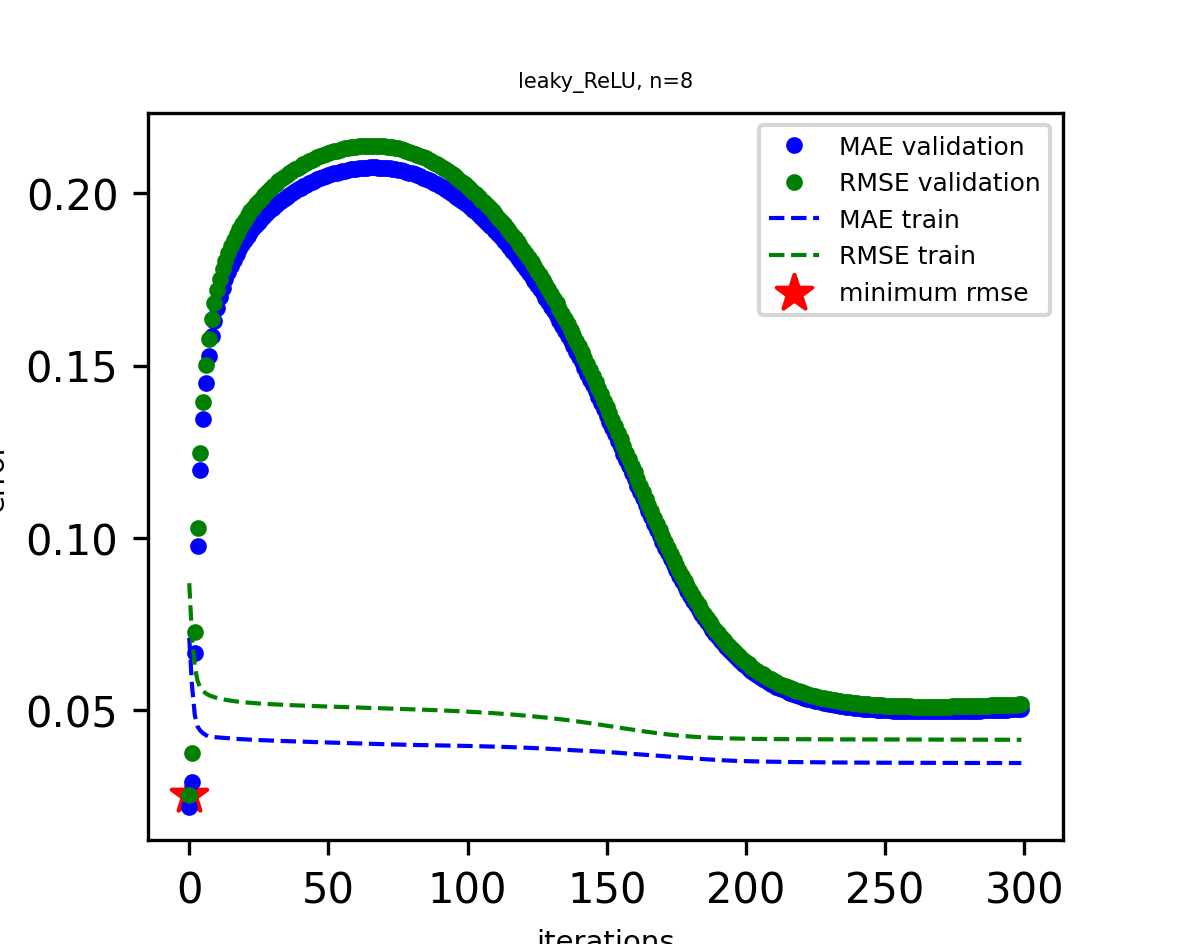 leaky_ReLU, n=8
MAE validation
RMSE validation
MAE train
RMSE train
minimum rmse
0.20
0.15
0.10
0.05
0 50 100 150 200 250 300
iterations